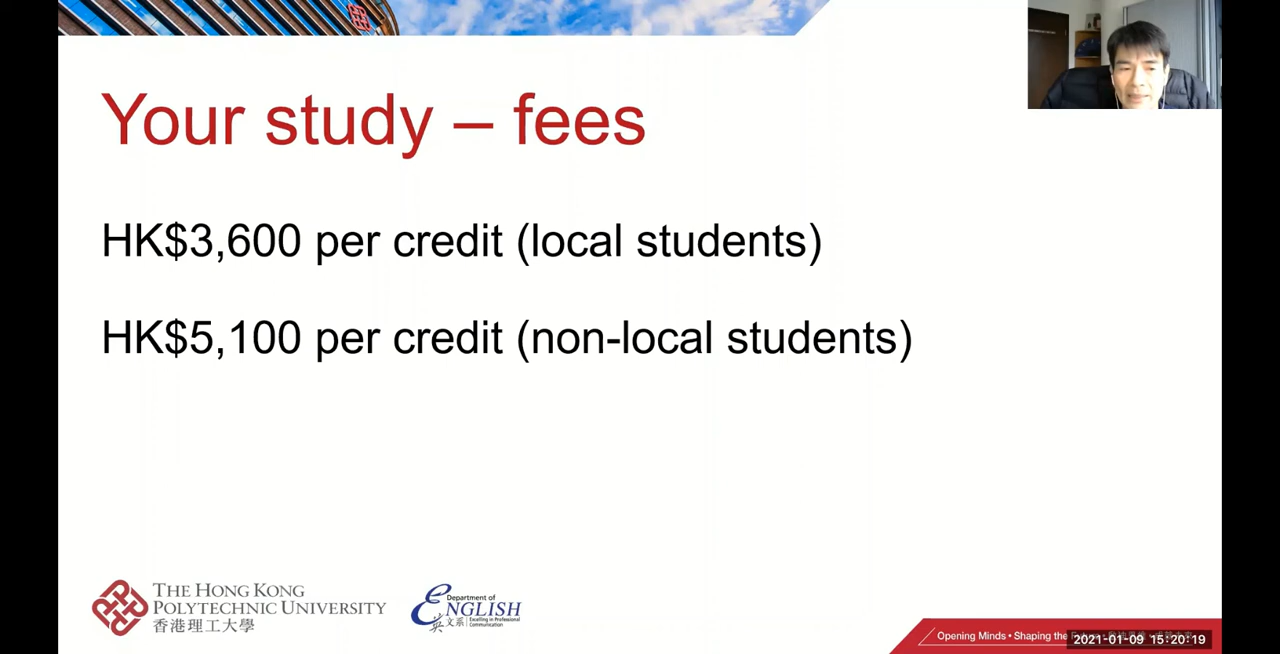 Your study – fees
HK$3,600 per credit (local students)
HK$5,100 per credit (non-local students)
THE HONG KONG
POLYTECHNIC UNIVERSITY
香港理工大學
Department of
ENGLISH
英文系
Excelling in Professional
Communication
Opening Minds • Shaping the
2021-01-09 15:20:19